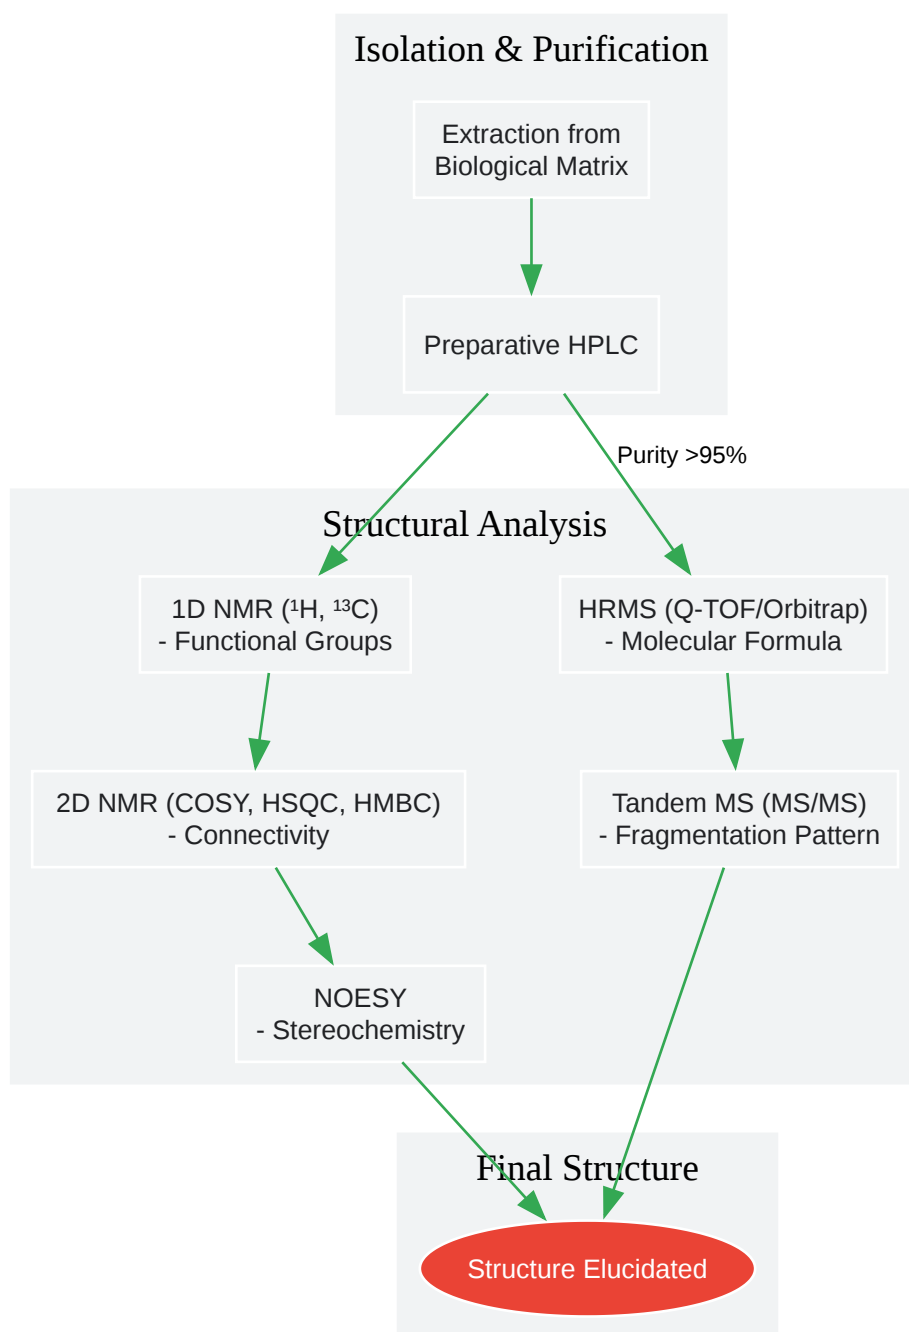 Isolation & Purification
Extraction from
Biological Matrix
Preparative HPLC
Purity >95%
Structural Analysis
1D NMR (¹H, ¹³C)
- Functional Groups
HRMS (Q-TOF/Orbitrap)
- Molecular Formula
2D NMR (COSY, HSQC, HMBC)
- Connectivity
Tandem MS (MS/MS)
- Fragmentation Pattern
NOESY
- Stereochemistry
Final Structure
Structure Elucidated